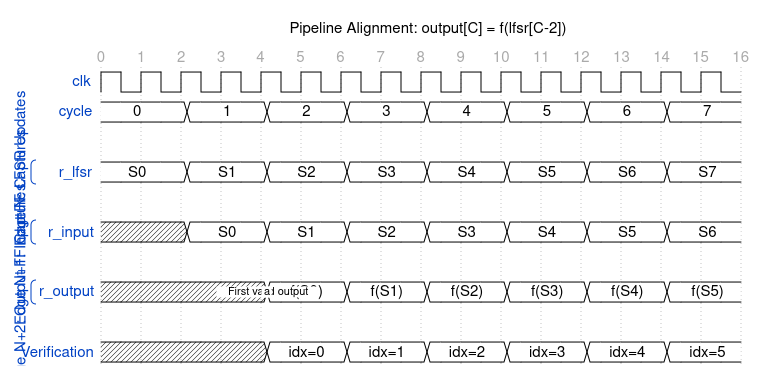 Pipeline Alignment: output[C] = f(lfsr[C-2])
0 1 2 3 4 5 6 7 8 9 10 11 12 13 14 15 16
clk
cycle 0 1 2 3 4 5 6 7
r_lfsr S0 S1 S2 S3 S4 S5 S6 S7
r_input S0 S1 S2 S3 S4 S5 S6
r_output First valid output f(S1) f(S2) f(S3) f(S4) f(S5)
Verification idx=0 idx=1 idx=2 idx=3 idx=4 idx=5